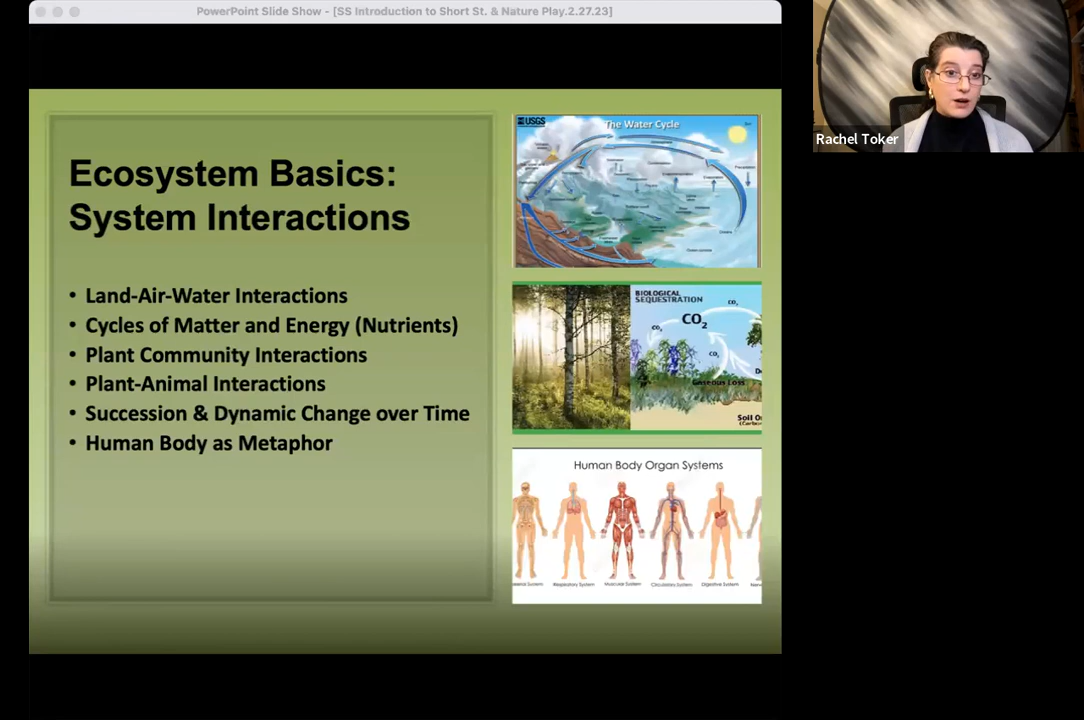 PowerPoint Slide Show - [SS Introduction to Short St. & Nature Play.2.27.23]
Ecosystem Basics:
System Interactions
• Land-Air-Water Interactions
• Cycles of Matter and Energy (Nutrients)
• Plant Community Interactions
• Plant-Animal Interactions
• Succession & Dynamic Change over Time
• Human Body as Metaphor
USGS
The Water Cycle
BIOLOGICAL
SEQUESTRATION
CO₂
CO₂
CO₂
CO₂
Gaseous Loss
Soil
Human Body Organ Systems
System
Respiratory System
Muscular System
Circulatory System
Digestive System
Rachel Toker